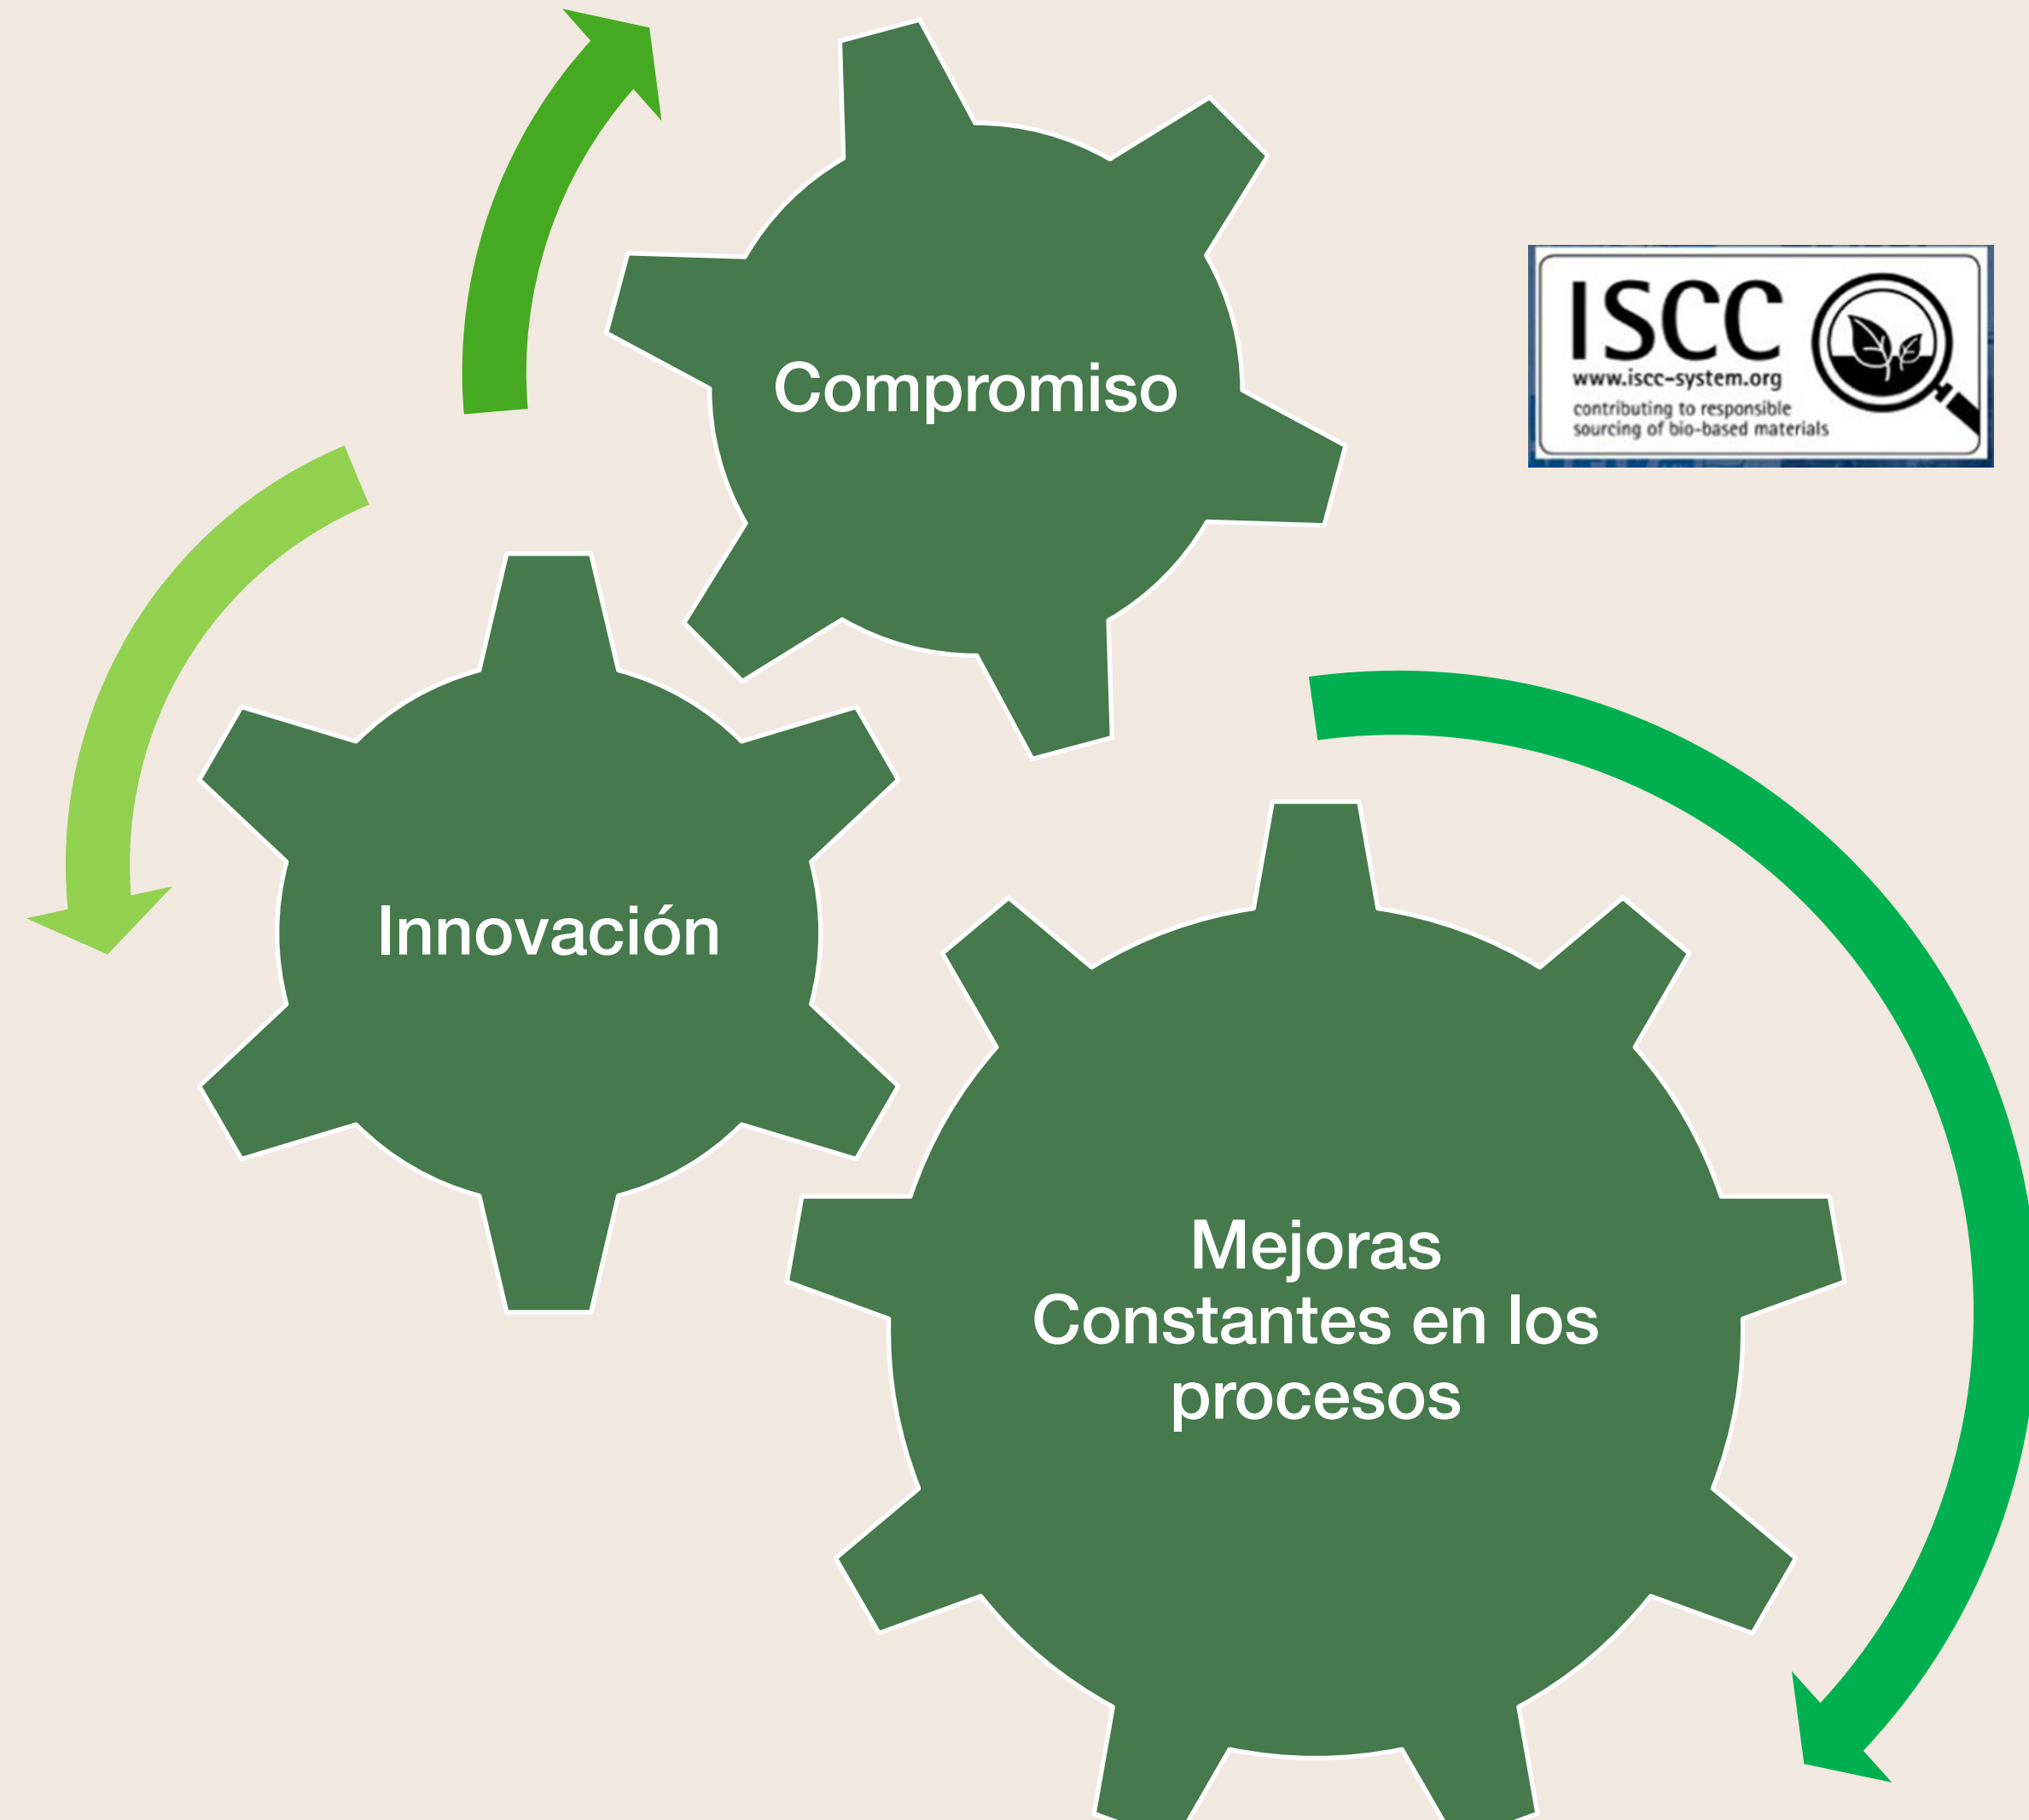 Compromiso
ISCC
www.iscc-system.org
contributing to responsible
sourcing of bio-based materials
Innovación
Mejoras
Constantes en los
procesos